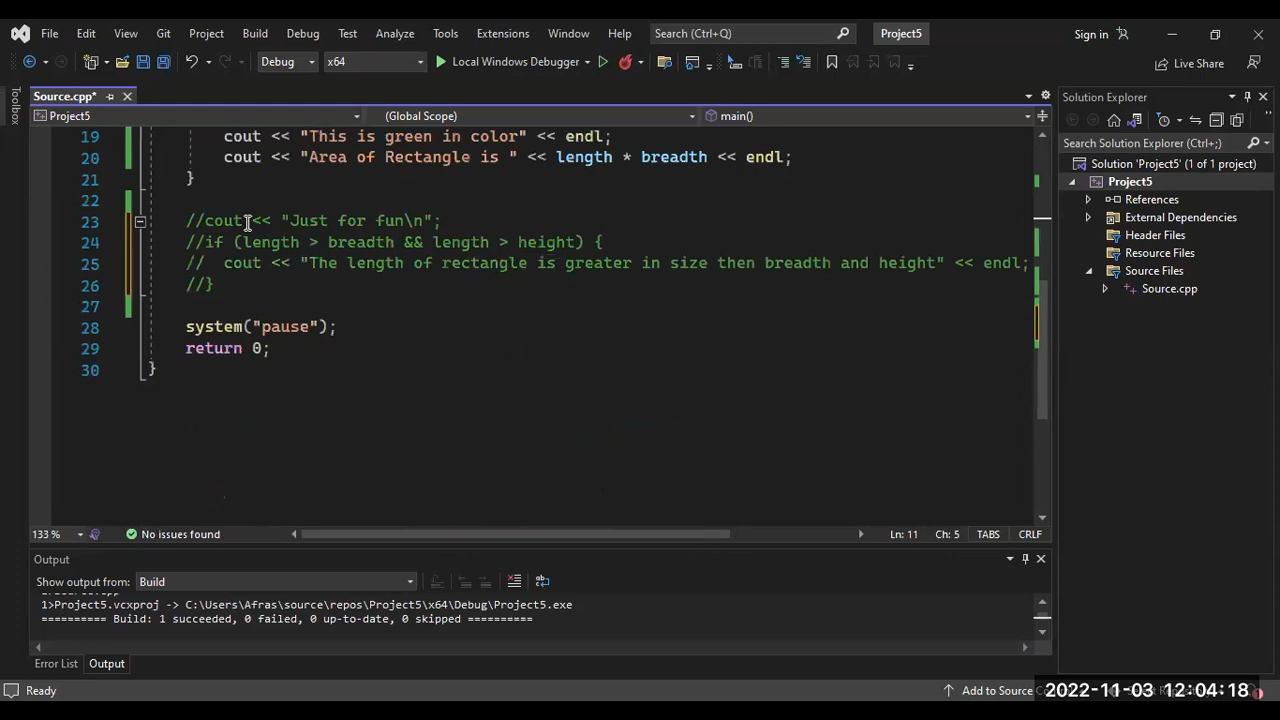 File Edit View Git Project Build Debug Test Analyze Tools Extensions Window Help Search (Ctrl+Q) Project5 Sign in
Debug x64 Local Windows Debugger Live Share
Toolbox
Source.cpp*
Project5 (Global Scope) main()
19 cout << "This is green in color" << endl;
20 cout << "Area of Rectangle is " << length * breadth << endl;
21 }
22
23 //cout << "Just for fun\n";
24 //if (length > breadth && length > height) {
25 // cout << "The length of rectangle is greater in size then breadth and height" << endl;
26 //}
27
28 system("pause");
29 return 0;
30 }
133 % No issues found Ln: 11 Ch: 5 TABS CRLF
Output
Show output from: Build
1>Project5.vcxproj -> C:\Users\Afras\source\repos\Project5\x64\Debug\Project5.exe
========== Build: 1 succeeded, 0 failed, 0 up-to-date, 0 skipped ==========
Error List Output
Solution Explorer
Search Solution Explorer (Ctrl+;)
Solution 'Project5' (1 of 1 project)
Project5
References
External Dependencies
Header Files
Resource Files
Source Files
Source.cpp
Ready Add to Source
2022-11-03 12:04:18